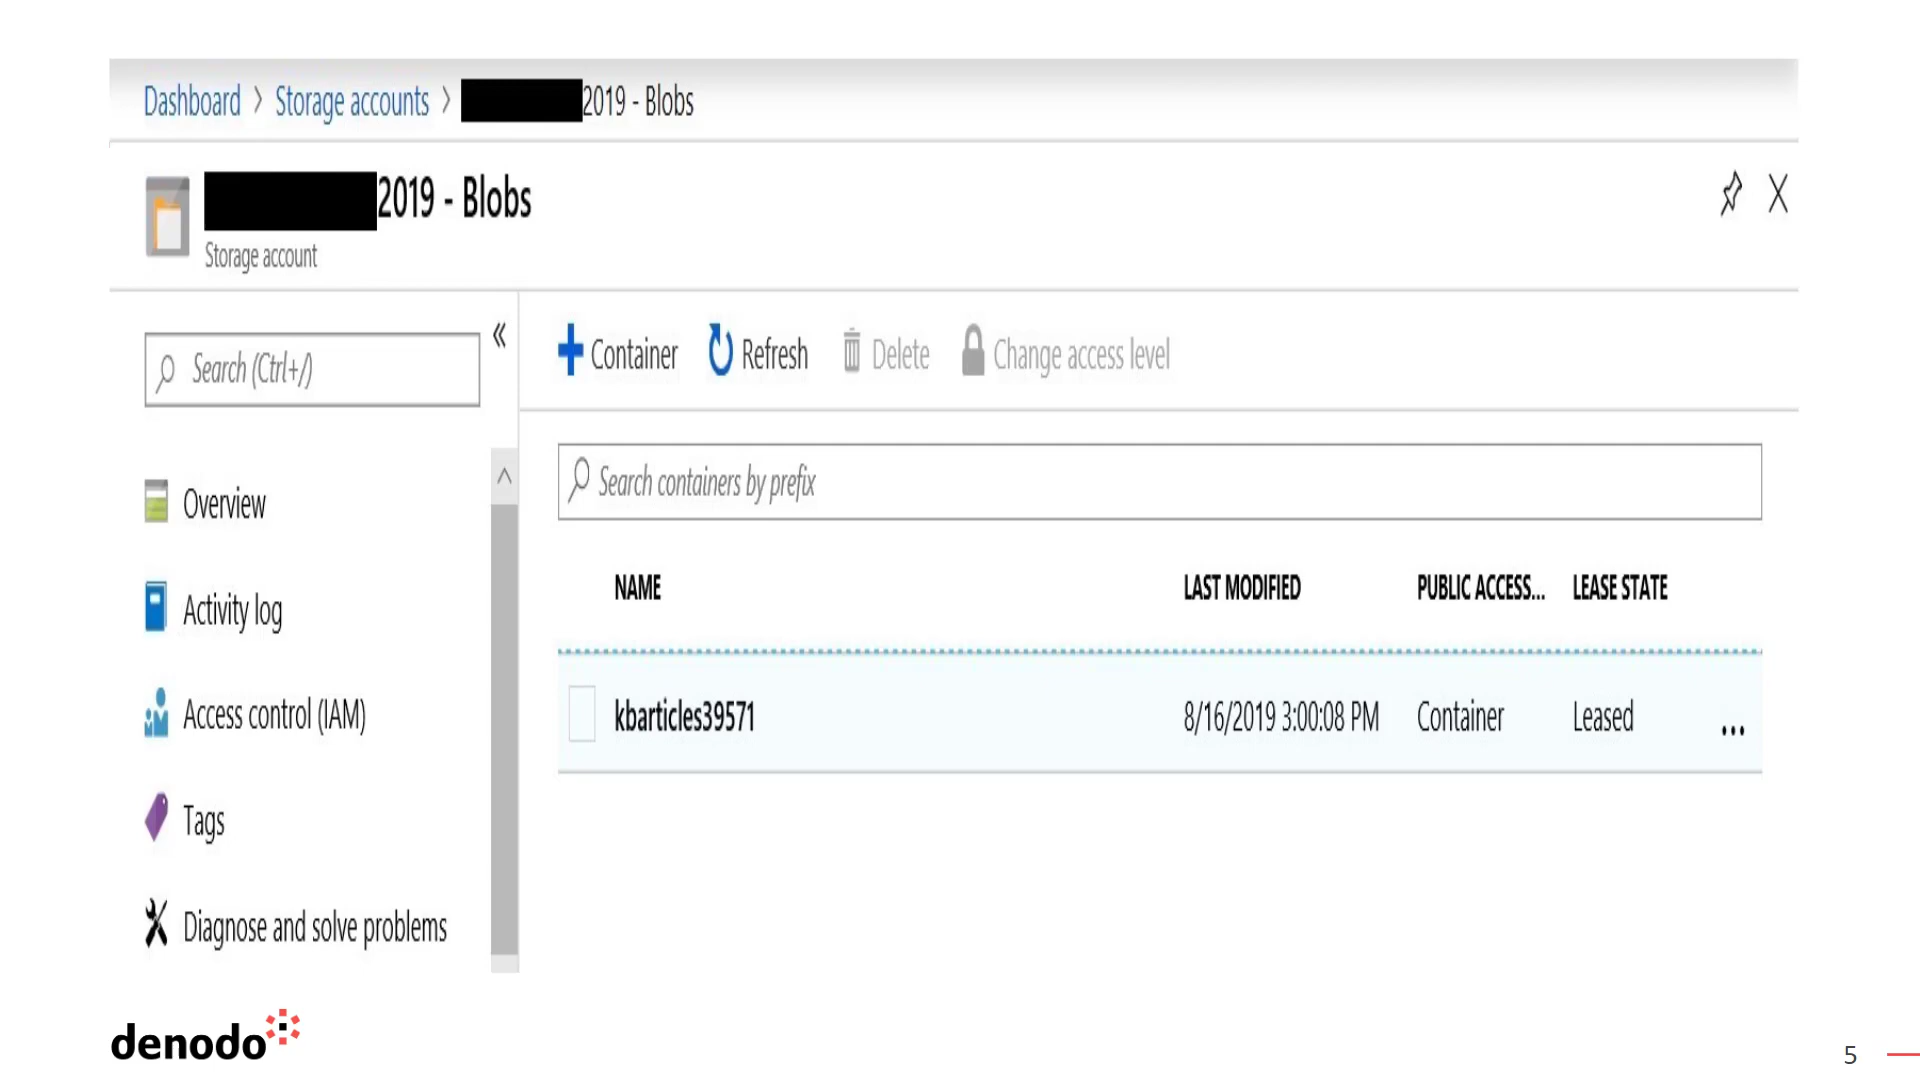 Dashboard > Storage accounts > 2019 - Blobs
2019 - Blobs
Storage account
Search (Ctrl+/)
«
Container Refresh Delete Change access level
Search containers by prefix
Overview
Activity log
Access control (IAM)
Tags
Diagnose and solve problems
NAME LAST MODIFIED PUBLIC ACCESS... LEASE STATE
kbarticles39571 8/16/2019 3:00:08 PM Container Leased ...
denodo
5